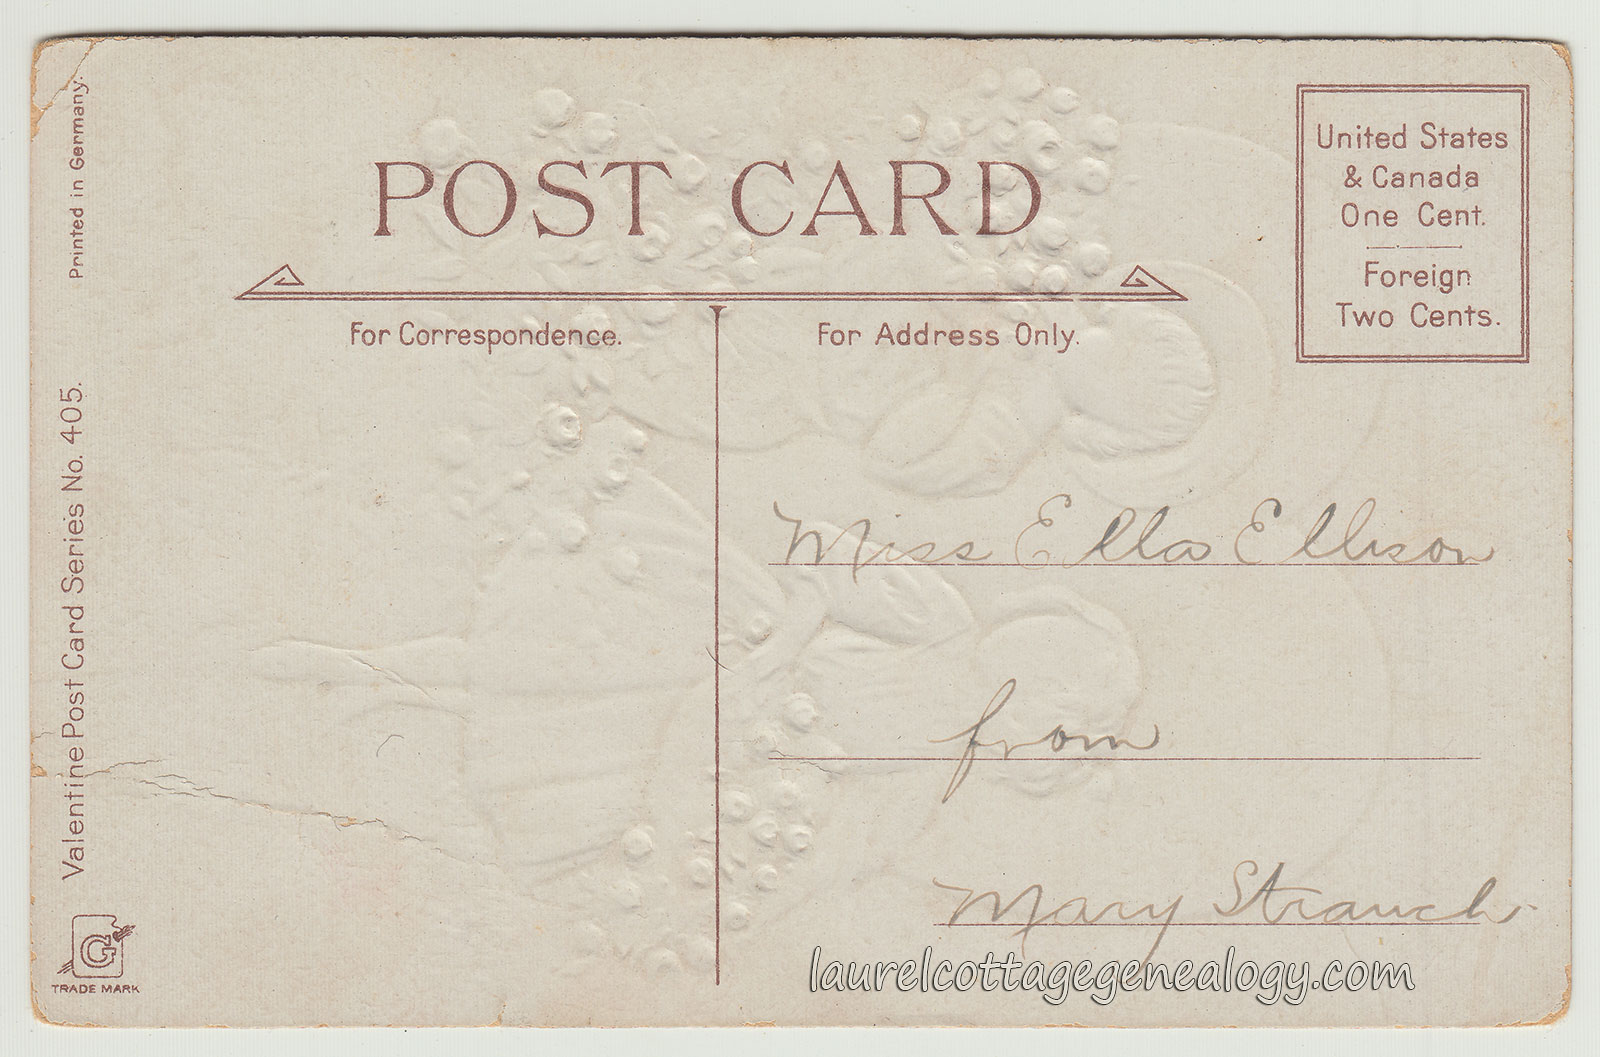 Printed in Germany.
Valentine Post Card Series No. 405.
G
TRADE MARK
POST CARD
For Correspondence.
For Address Only.
United States
& Canada
One Cent.
Foreign
Two Cents.
Miss Ella Ellison
from
Mary Strauch
laurelcottagegenealogy.com